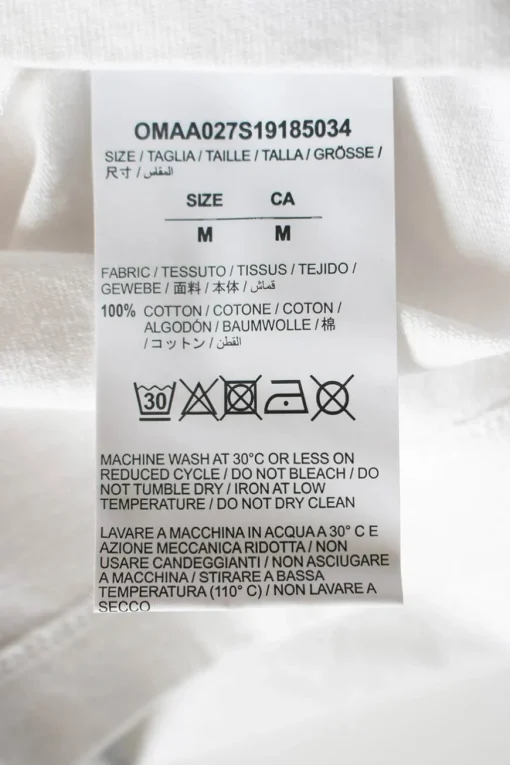 OMAA027S19185034
SIZE / TAGLIA / TAILLE / TALLA / GRÖSSE /
尺寸 / المقاس
SIZE CA
M M
FABRIC / TESSUTO / TISSUS / TEJIDO /
GEWEBE / 面料 / 本体 / قماش
100% COTTON / COTONE / COTON /
ALGODÓN / BAUMWOLLE / 棉
/ コットン / القطن
30
MACHINE WASH AT 30°C OR LESS ON
REDUCED CYCLE / DO NOT BLEACH / DO
NOT TUMBLE DRY / IRON AT LOW
TEMPERATURE / DO NOT DRY CLEAN
LAVARE A MACCHINA IN ACQUA A 30° C E
AZIONE MECCANICA RIDOTTA / NON
USARE CANDEGGIANTI / NON ASCIUGARE
A MACCHINA / STIRARE A BASSA
TEMPERATURA (110° C) / NON LAVARE A
SECCO